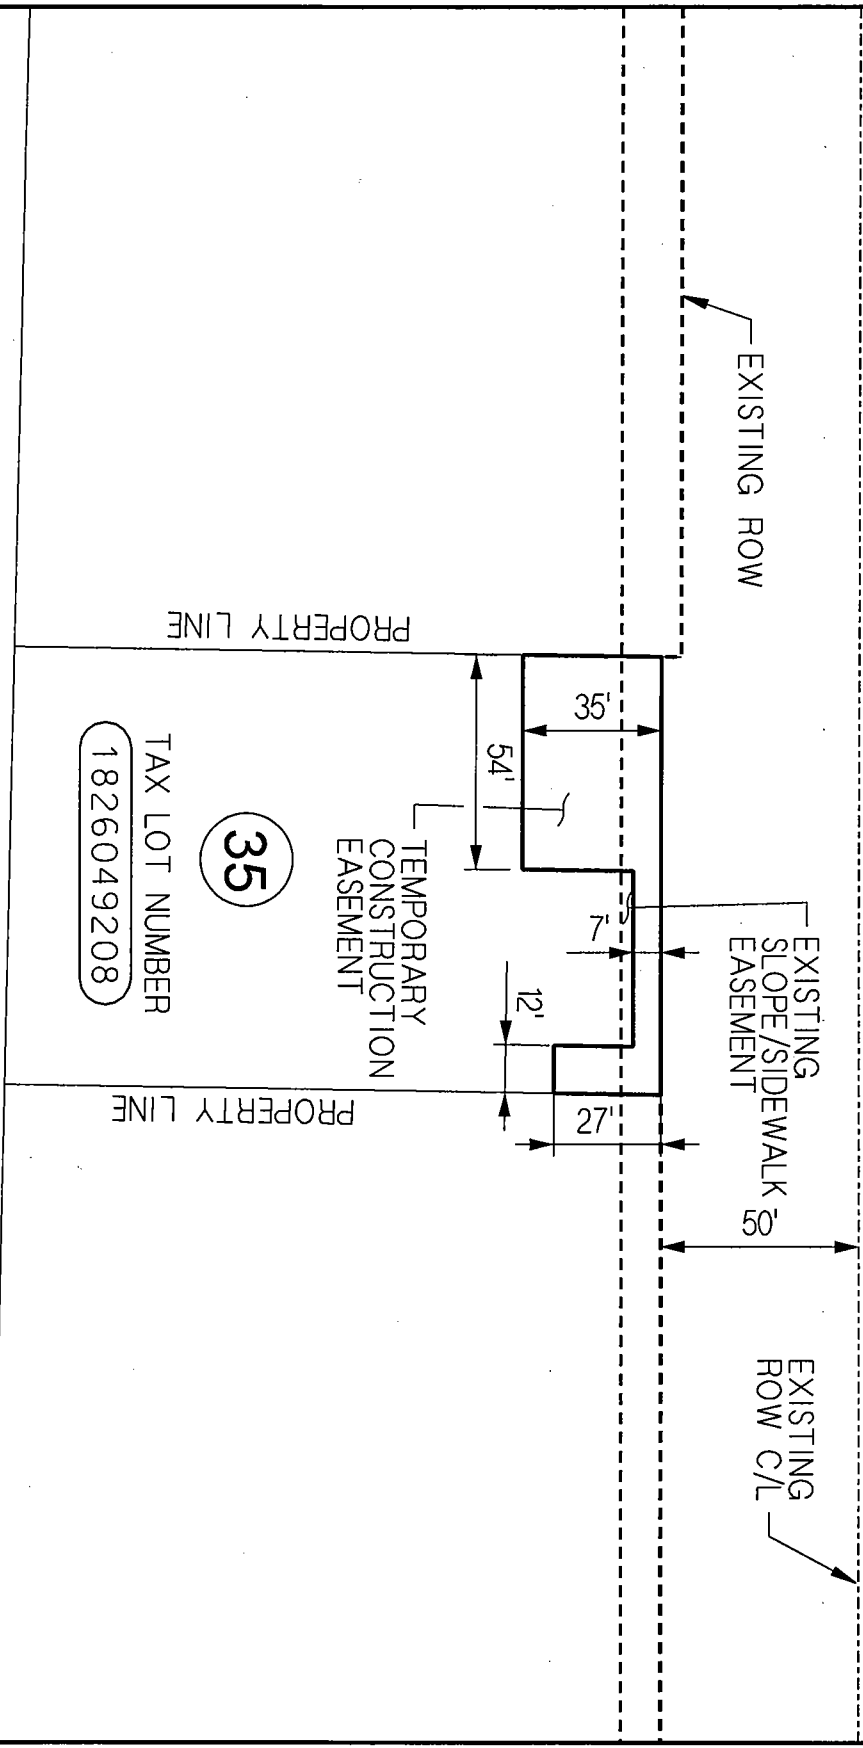 EXISTING ROW
EXISTING
SLOPE/SIDEWALK
EASEMENT
50'
EXISTING
ROW C/L
PROPERTY LINE
35'
54'
7'
12'
27'
TEMPORARY
CONSTRUCTION
EASEMENT
35
TAX LOT NUMBER
1826049208
PROPERTY LINE